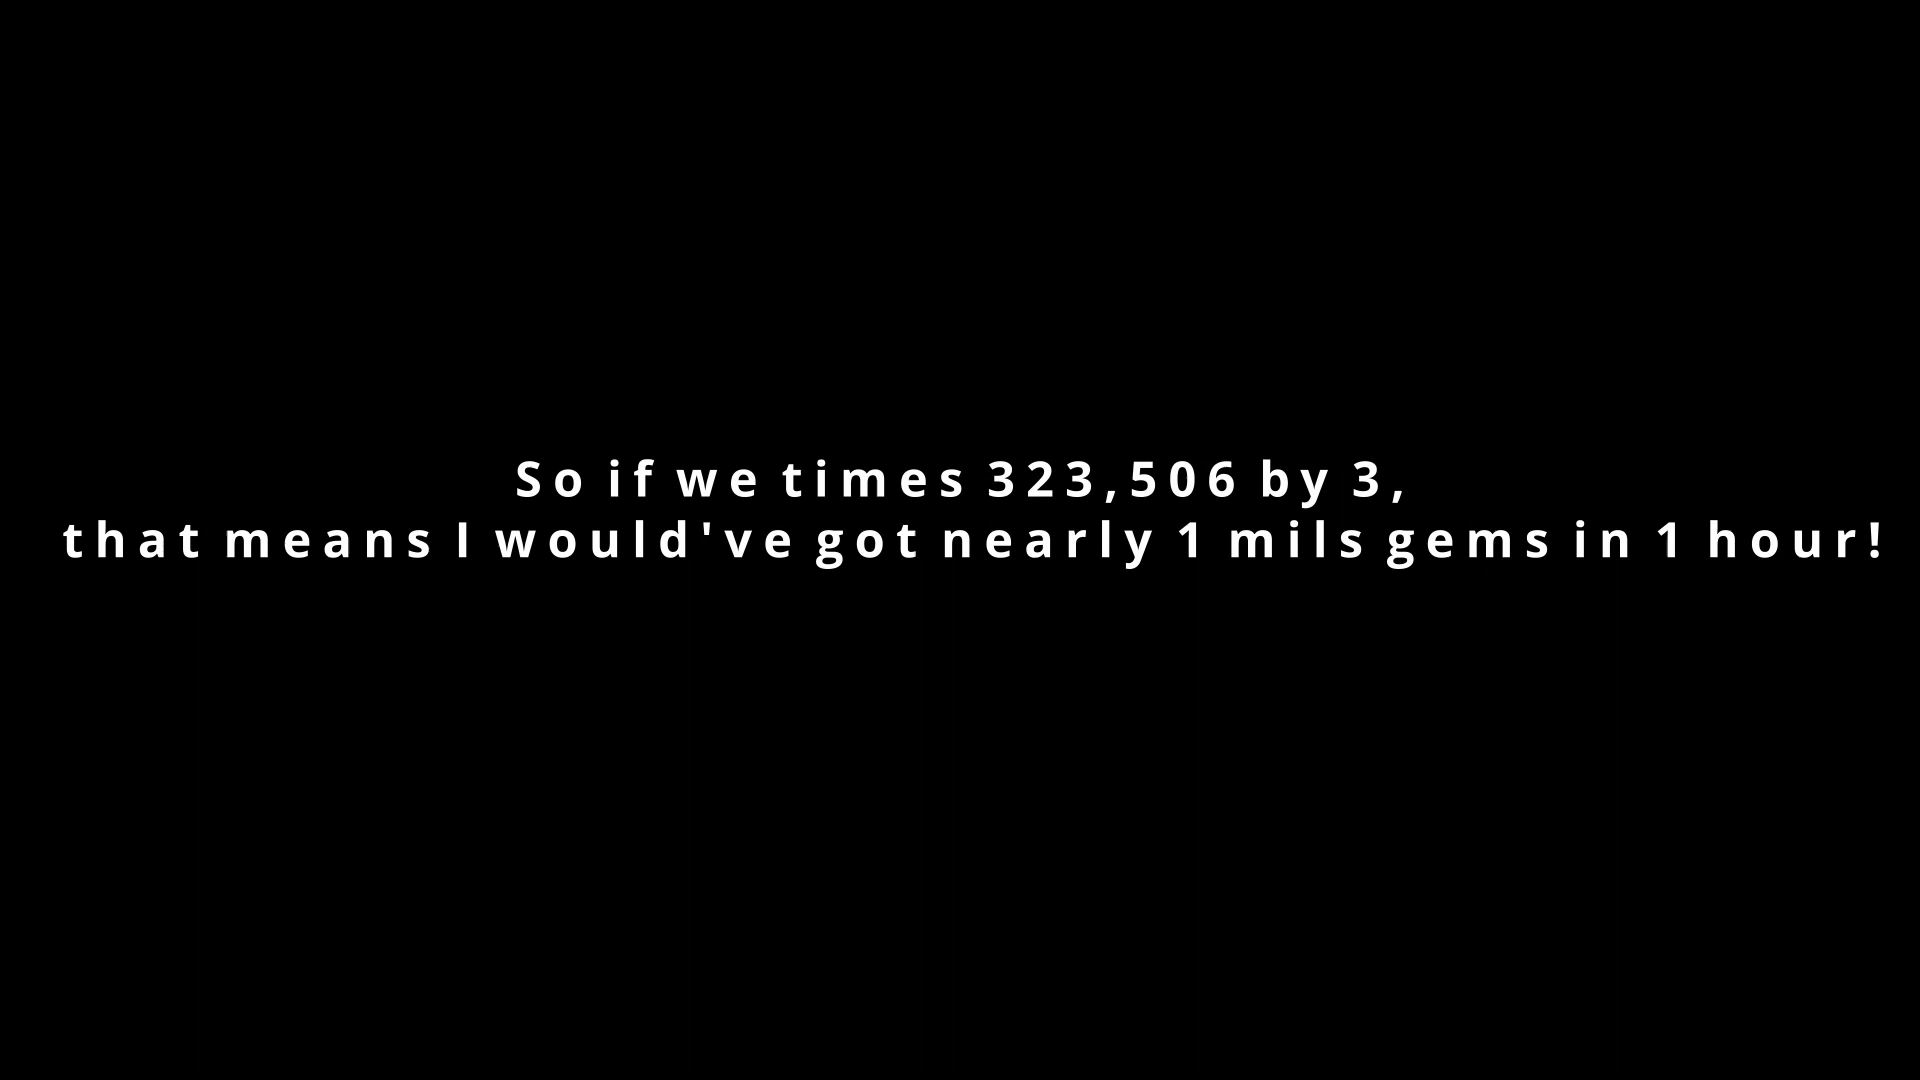 So if we times 323,506 by 3,
that means I would've got nearly 1 mils gems in 1 hour!